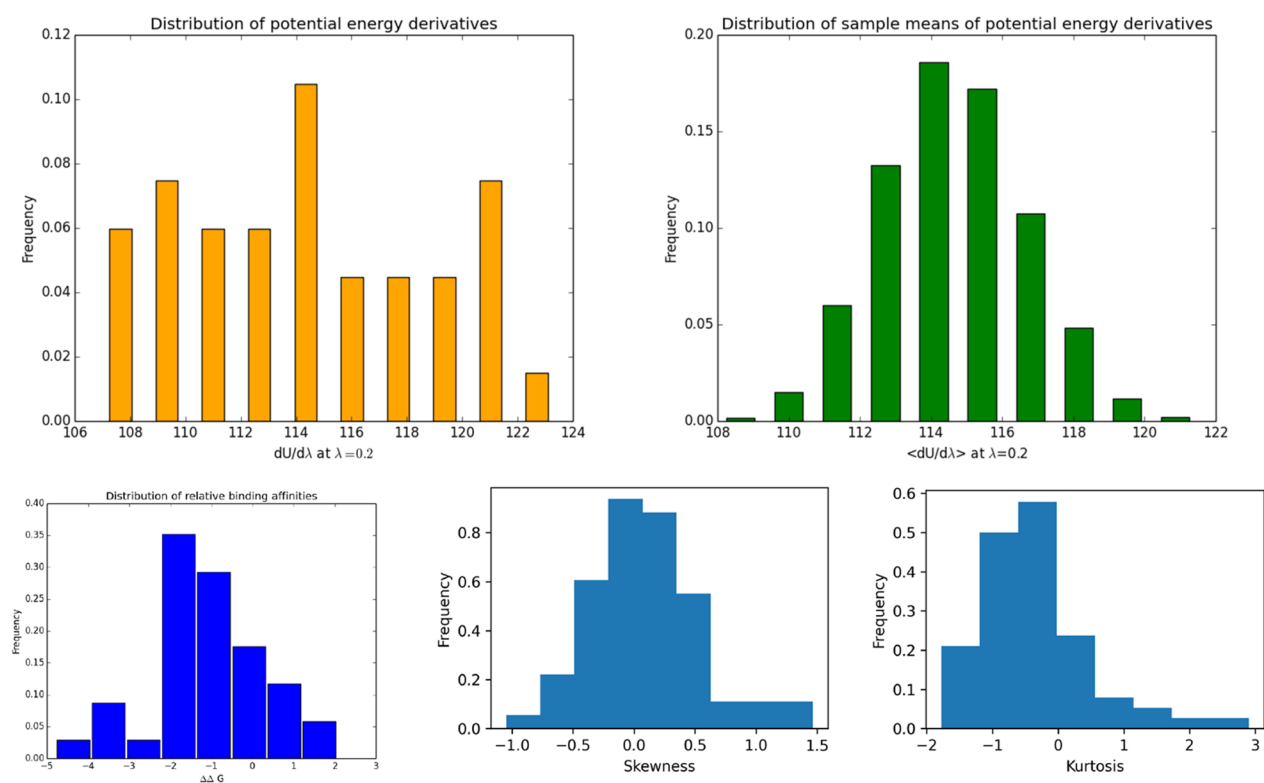 Distribution of potential energy derivatives
0.12
0.10
0.08
0.06
0.04
0.02
0.00
Frequency
106 108 110 112 114 116 118 120 122 124
dU/dλ at λ=0.2
Distribution of sample means of potential energy derivatives
0.20
0.15
0.10
0.05
0.00
Frequency
108 110 112 114 116 118 120 122
<dU/dλ> at λ=0.2
Distribution of relative binding affinities
0.40
0.35
0.30
0.25
0.20
0.15
0.10
0.05
0.00
Frequency
−5 −4 −3 −2 −1 0 1 2 3
ΔΔ G
0.8
0.6
0.4
0.2
0.0
Frequency
−1.0 −0.5 0.0 0.5 1.0 1.5
Skewness
0.6
0.5
0.4
0.3
0.2
0.1
0.0
Frequency
−2 −1 0 1 2 3
Kurtosis